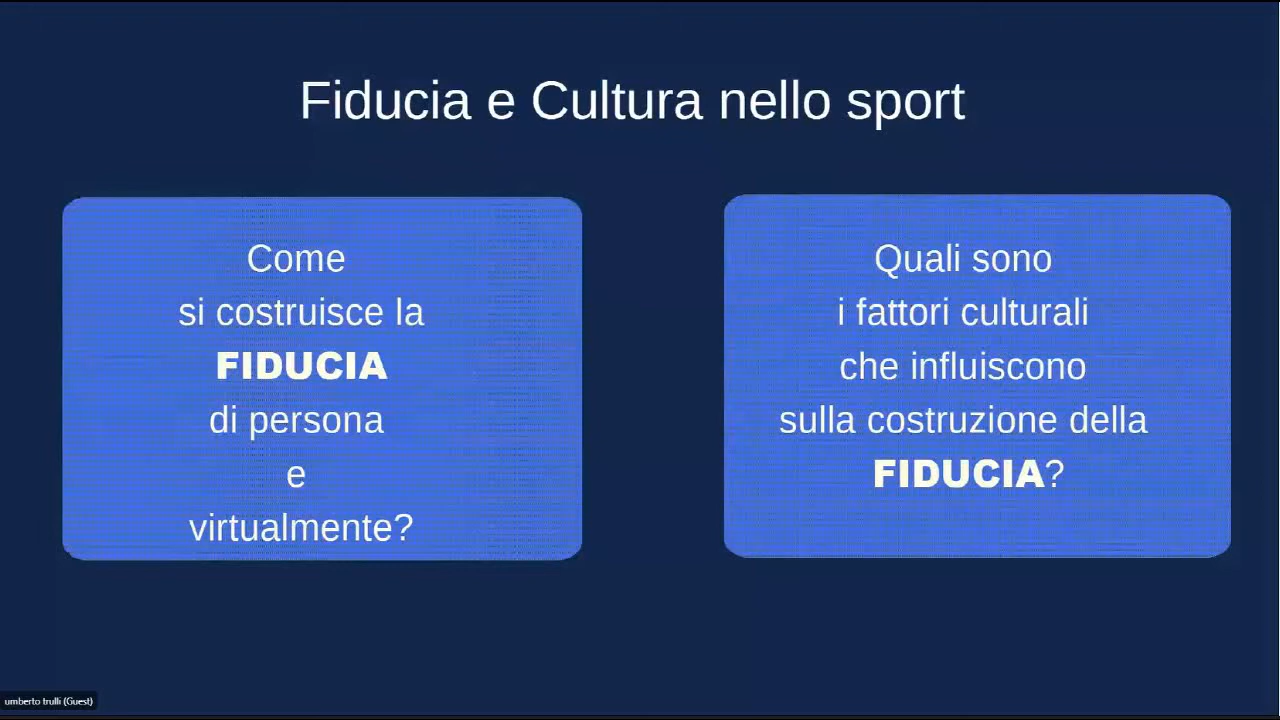 Fiducia e Cultura nello sport
Come
si costruisce la
FIDUCIA
di persona
e
virtualmente?
Quali sono
i fattori culturali
che influiscono
sulla costruzione della
FIDUCIA?
umberto trulli (Guest)